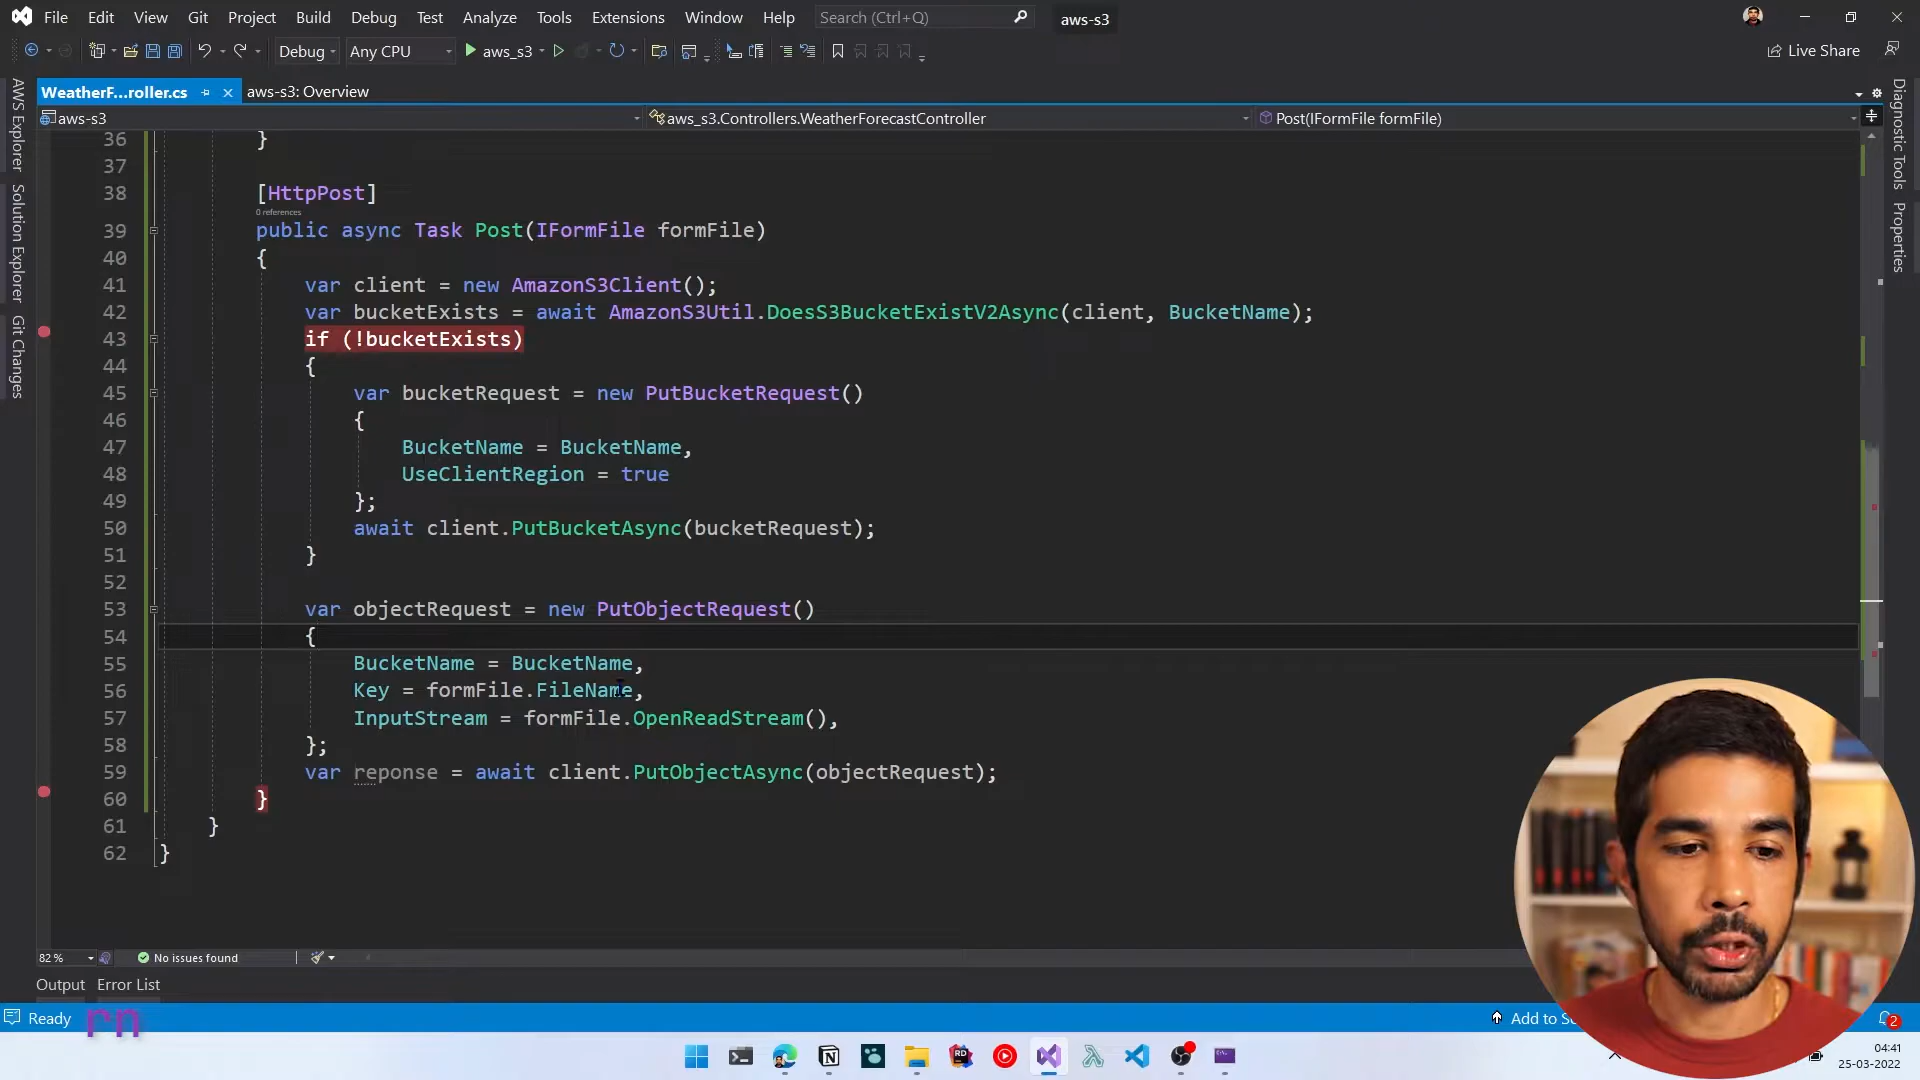 File Edit View Git Project Build Debug Test Analyze Tools Extensions Window Help Search (Ctrl+Q) aws-s3
Debug Any CPU aws_s3 Live Share
WeatherF...roller.cs aws-s3: Overview
aws-s3 aws_s3.Controllers.WeatherForecastController Post(IFormFile formFile)
AWS Explorer
Solution Explorer
Git Changes
Diagnostic Tools
Properties
36 }
37
38 [HttpPost]
0 references
39 public async Task Post(IFormFile formFile)
40 {
41 var client = new AmazonS3Client();
42 var bucketExists = await AmazonS3Util.DoesS3BucketExistV2Async(client, BucketName);
43 if (!bucketExists)
44 {
45 var bucketRequest = new PutBucketRequest()
46 {
47 BucketName = BucketName,
48 UseClientRegion = true
49 };
50 await client.PutBucketAsync(bucketRequest);
51 }
52
53 var objectRequest = new PutObjectRequest()
54 {
55 BucketName = BucketName,
56 Key = formFile.FileName,
57 InputStream = formFile.OpenReadStream(),
58 };
59 var reponse = await client.PutObjectAsync(objectRequest);
60 }
61 }
62 }
82 % No issues found
Output Error List
Ready rn Add to So 2
RD
04:41
25-03-2022